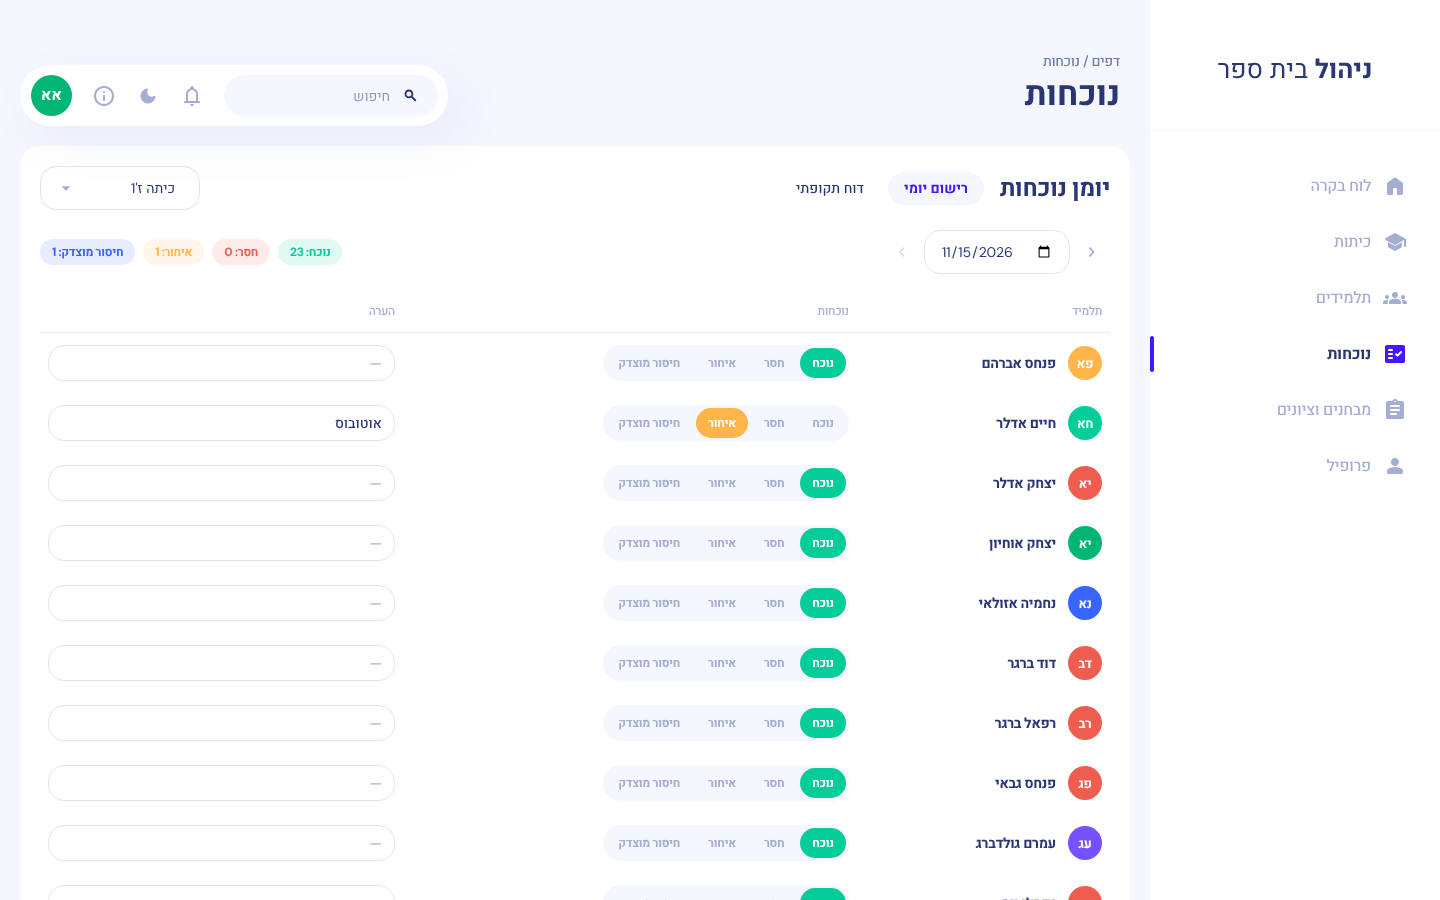 ניהול בית ספר
לוח בקרה
כיתות
תלמידים
נוכחות
מבחנים וציונים
פרופיל
דפים / נוכחות
נוכחות
חיפוש
אא
יומן נוכחות
רישום יומי
דוח תקופתי
כיתה ז'1
11/15/2026
נוכח: 23
חסר: 0
איחור: 1
חיסור מוצדק: 1
תלמיד נוכחות הערה
פא פנחס אברהם נוכח חסר איחור חיסור מוצדק —
חא חיים אדלר נוכח חסר איחור חיסור מוצדק אוטובוס
יא יצחק אדלר נוכח חסר איחור חיסור מוצדק —
יא יצחק אוחיון נוכח חסר איחור חיסור מוצדק —
נא נחמיה אזולאי נוכח חסר איחור חיסור מוצדק —
דב דוד ברגר נוכח חסר איחור חיסור מוצדק —
רב רפאל ברגר נוכח חסר איחור חיסור מוצדק —
פג פנחס גבאי נוכח חסר איחור חיסור מוצדק —
עג עמרם גולדברג נוכח חסר איחור חיסור מוצדק —